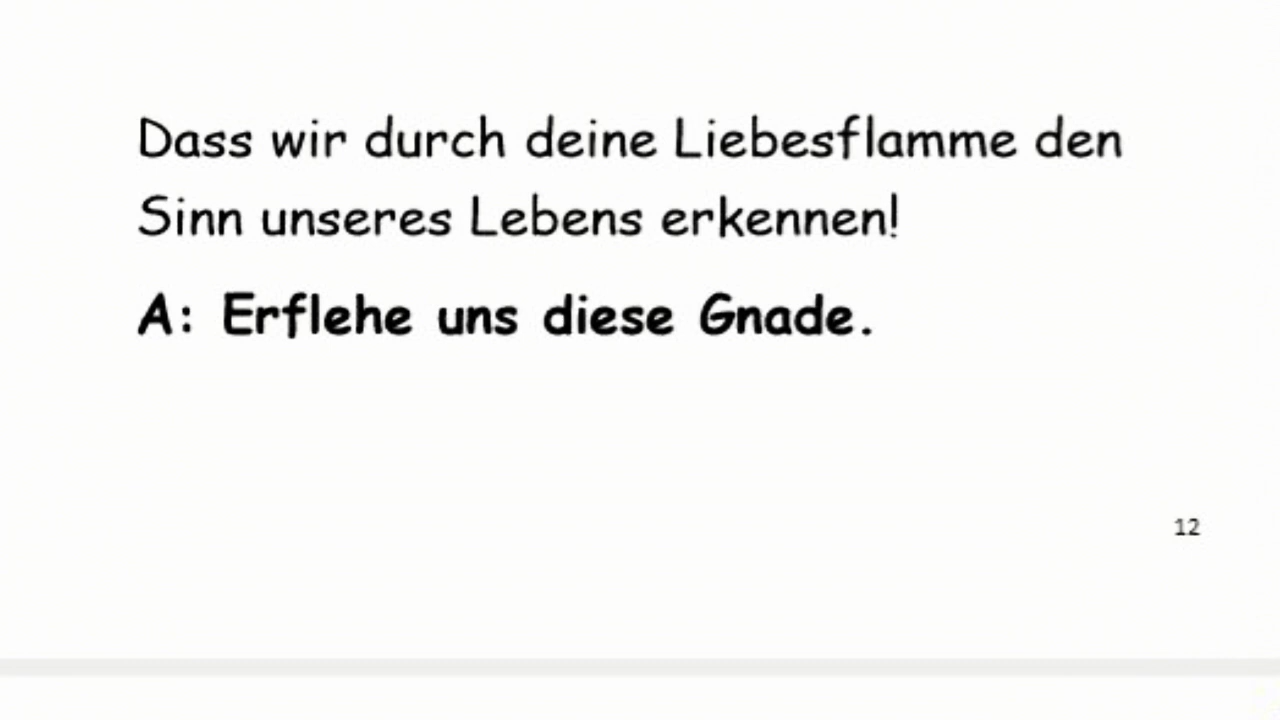 Dass wir durch deine Liebesflamme den
Sinn unseres Lebens erkennen!
A: Erflehe uns diese Gnade.
12